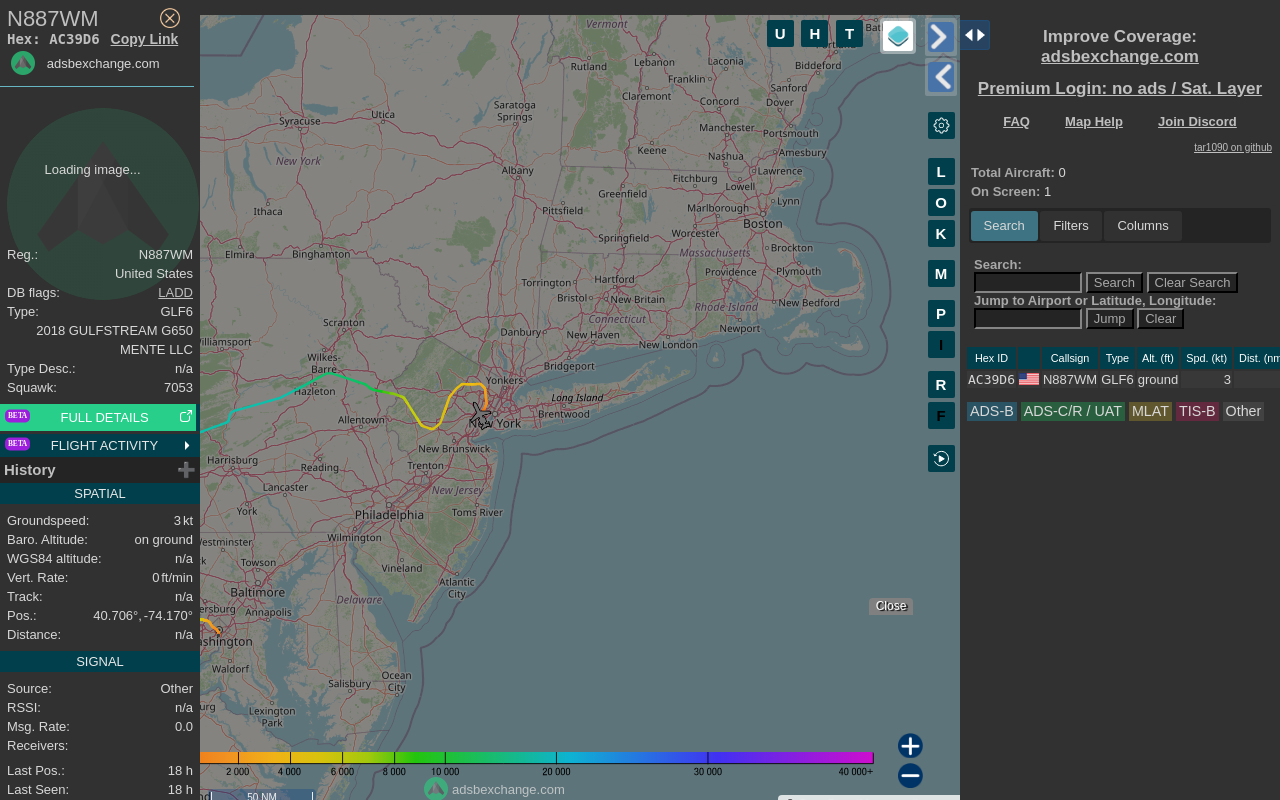 N887WM
Hex: AC39D6 Copy Link
adsbexchange.com
Loading image...
Reg.: N887WM
United States
DB flags: LADD
Type: GLF6
2018 GULFSTREAM G650
MENTE LLC
Type Desc.: n/a
Squawk: 7053
BETA FULL DETAILS
BETA FLIGHT ACTIVITY
History
SPATIAL
Groundspeed: 3 kt
Baro. Altitude: on ground
WGS84 altitude: n/a
Vert. Rate: 0 ft/min
Track: n/a
Pos.: 40.706°, -74.170°
Distance: n/a
SIGNAL
Source: Other
RSSI: n/a
Msg. Rate: 0.0
Receivers:
Last Pos.: 18 h
Last Seen: 18 h
Vermont
Rutland
Lebanon
Laconia
Biddeford
Franklin
Sanford
Claremont
Concord
Dover
Saratoga
Springs
Utica
Syracuse
Manchester
Portsmouth
Keene
Nashua
Amesbury
New York
Albany
Fitchburg
Lawrence
Lowell
Greenfield
Ithaca
Pittsfield
Marlborough
Lynn
Boston
Elmira
Binghamton
Springfield
Worcester
Massachusetts
Brockton
Torrington
Hartford
Providence
Plymouth
Bristol
New Britain
Rhode Island
New Bedford
Scranton
Connecticut
Danbury
New Haven
Newport
Williamsport
New London
Wilkes-
Barre
Bridgeport
Yonkers
Hazleton
Long Island
Allentown
Brentwood
New York
New Brunswick
Harrisburg
Reading
Trenton
Lancaster
New Jersey
York
Philadelphia
Toms River
Wilmington
Westminster
Towson
Vineland
Baltimore
Atlantic
City
Annapolis
Delaware
Washington
Waldorf
Salisbury
Ocean
City
Lexington
Park
U H T
L
O
K
M
P
I
R
F
Close
2 000 4 000 6 000 8 000 10 000 20 000 30 000 40 000+
adsbexchange.com
50 NM
Improve Coverage:
adsbexchange.com
Premium Login: no ads / Sat. Layer
FAQ Map Help Join Discord
tar1090 on github
Total Aircraft: 0
On Screen: 1
Search Filters Columns
Search:
Search Clear Search
Jump to Airport or Latitude, Longitude:
Jump Clear
Hex ID Callsign Type Alt. (ft) Spd. (kt) Dist. (nm
AC39D6 N887WM GLF6 ground 3
ADS-B ADS-C/R / UAT MLAT TIS-B Other